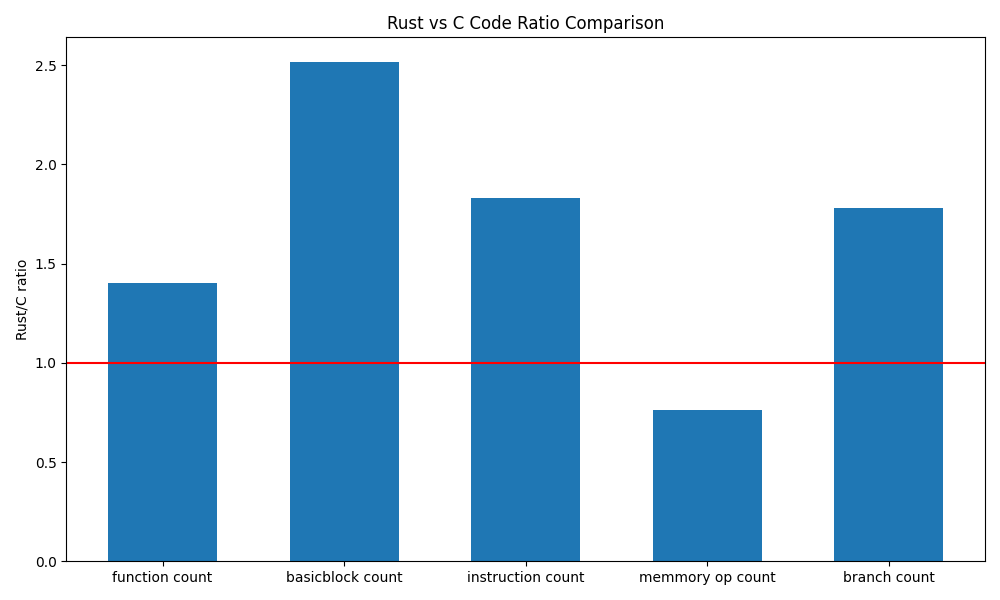 Rust vs C Code Ratio Comparison
Rust/C ratio
2.5
2.0
1.5
1.0
0.5
0.0
function count
basicblock count
instruction count
memmory op count
branch count